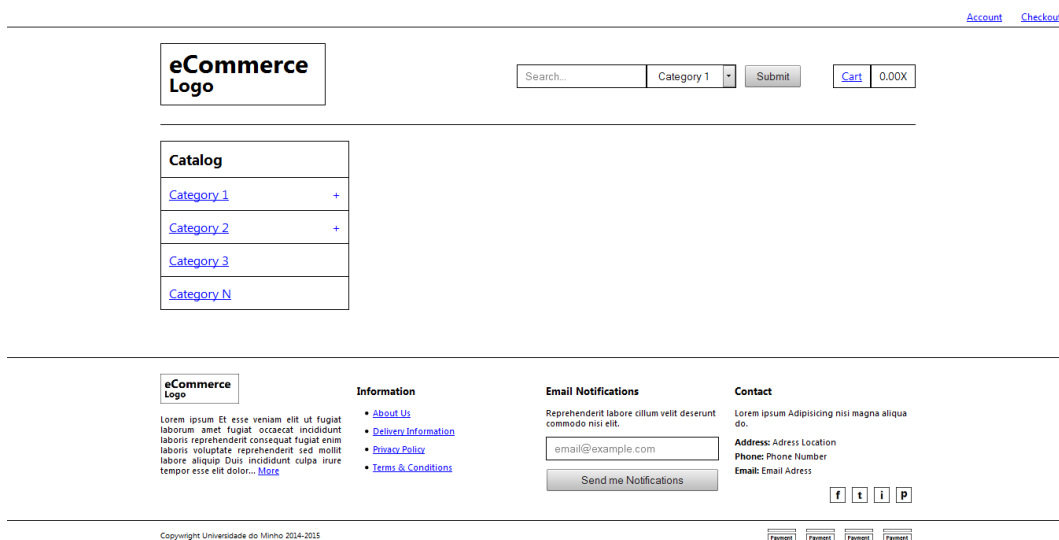 Account Checkout
eCommerce
Logo
Search... Category 1 Submit Cart 0.00X
Catalog
Category 1 +
Category 2 +
Category 3
Category N
eCommerce
Logo
Lorem ipsum Et esse veniam elit ut fugiat
laborum amet fugiat occaecat incididunt
laboris reprehenderit consequat fugiat enim
laboris voluptate reprehenderit sed mollit
labore aliquip Duis incididunt culpa irure
tempor esse elit dolor... More
Information
• About Us
• Delivery Information
• Privacy Policy
• Terms & Conditions
Email Notifications
Reprehenderit labore cillum velit deserunt
commodo nisi elit.
email@example.com
Send me Notifications
Contact
Lorem ipsum Adipisicing nisi magna aliqua
do.
Address: Adress Location
Phone: Phone Number
Email: Email Adress
f t i p
Copywright Universidade do Minho 2014-2015
Payment Payment Payment Payment